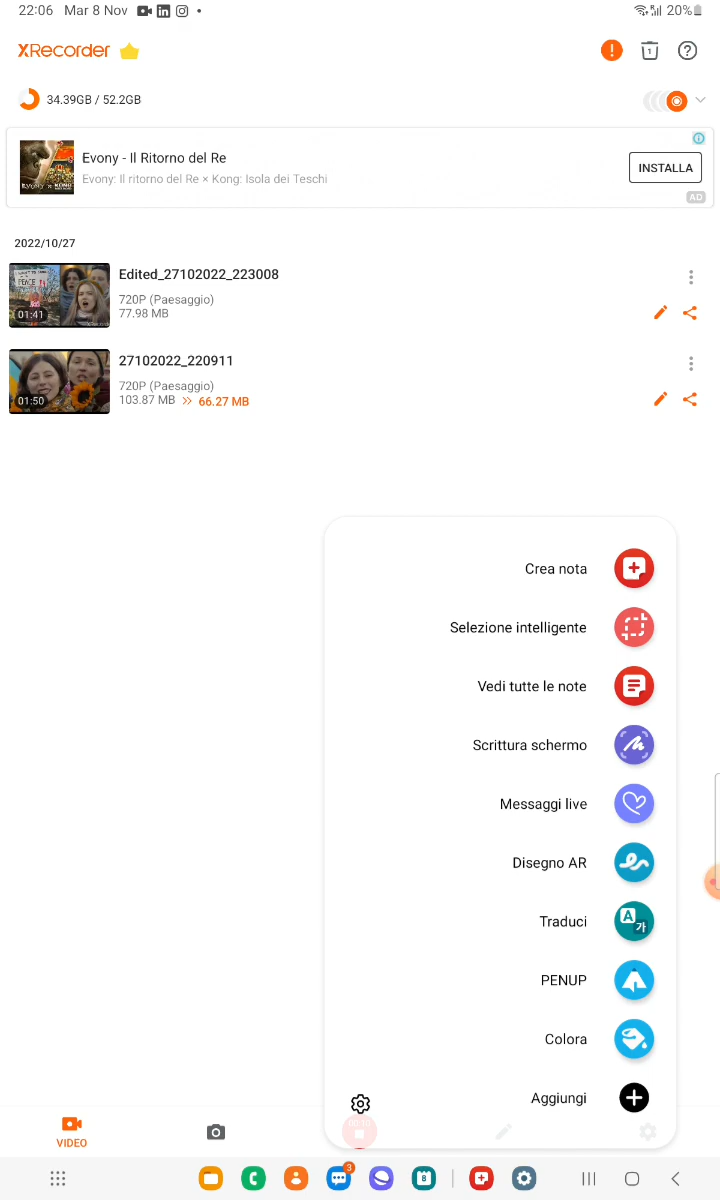 22:06 Mar 8 Nov
20%
XRecorder
1
34.39GB / 52.2GB
Evony - Il Ritorno del Re
Evony: Il ritorno del Re × Kong: Isola dei Teschi
INSTALLA
AD
2022/10/27
Edited_27102022_223008
720P (Paesaggio)
77.98 MB
01:41
27102022_220911
720P (Paesaggio)
103.87 MB >> 66.27 MB
01:50
Crea nota
Selezione intelligente
Vedi tutte le note
Scrittura schermo
Messaggi live
Disegno AR
Traduci
PENUP
Colora
Aggiungi
VIDEO
3
8